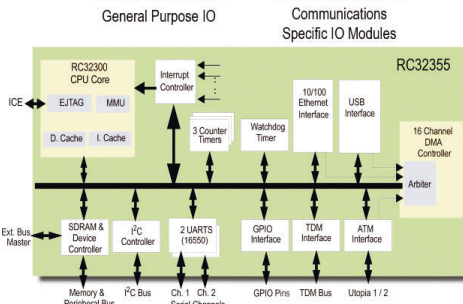 General Purpose IO
Communications
Specific IO Modules
RC32355
RC32300
CPU Core
ICE
EJTAG
MMU
D. Cache
I. Cache
Interrupt
Controller
3 Counter
Timers
Watchdog
Timer
10/100
Ethernet
Interface
USB
Interface
16 Channel
DMA
Controller
Arbiter
Ext. Bus
Master
SDRAM &
Device
Controller
I²C
Controller
2 UARTS
(16550)
GPIO
Interface
TDM
Interface
ATM
Interface
Memory &
Peripheral Bus
I²C Bus
Ch. 1
Ch. 2
Serial Channels
GPIO Pins
TDM Bus
Utopia 1 / 2